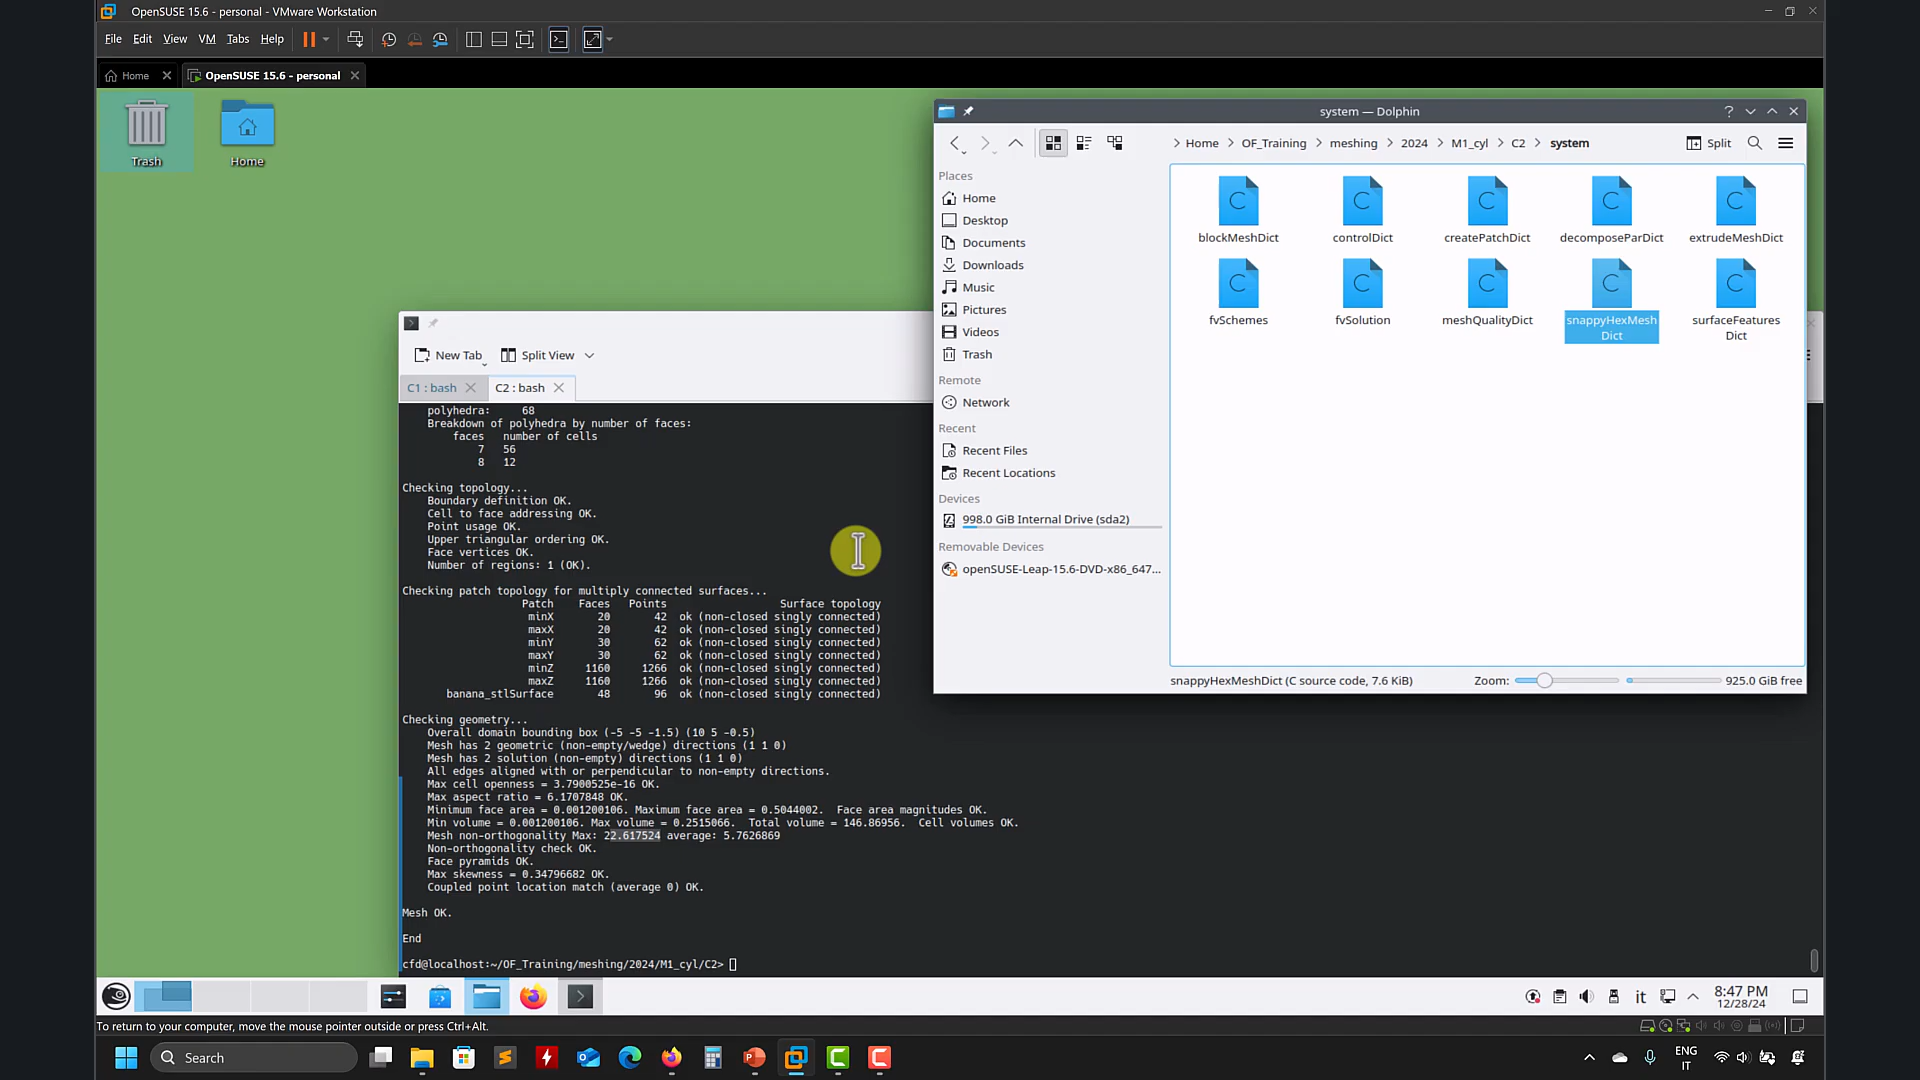 OpenSUSE 15.6 - personal - VMware Workstation
File Edit View VM Tabs Help
Home
OpenSUSE 15.6 - personal
Trash
Home
system — Dolphin
Home > OF_Training > meshing > 2024 > M1_cyl > C2 > system
Split
Places
Home
Desktop
Documents
Downloads
Music
Pictures
Videos
Trash
Remote
Network
Recent
Recent Files
Recent Locations
Devices
998.0 GiB Internal Drive (sda2)
Removable Devices
openSUSE-Leap-15.6-DVD-x86_647...
blockMeshDict
controlDict
createPatchDict
decomposeParDict
extrudeMeshDict
fvSchemes
fvSolution
meshQualityDict
snappyHexMesh
Dict
surfaceFeatures
Dict
snappyHexMeshDict (C source code, 7.6 KiB)
Zoom:
925.0 GiB free
New Tab
Split View
C1 : bash
C2 : bash
polyhedra: 68
Breakdown of polyhedra by number of faces:
faces number of cells
7 56
8 12
Checking topology...
Boundary definition OK.
Cell to face addressing OK.
Point usage OK.
Upper triangular ordering OK.
Face vertices OK.
Number of regions: 1 (OK).
Checking patch topology for multiply connected surfaces...
Patch Faces Points Surface topology
minX 20 42 ok (non-closed singly connected)
maxX 20 42 ok (non-closed singly connected)
minY 30 62 ok (non-closed singly connected)
maxY 30 62 ok (non-closed singly connected)
minZ 1160 1266 ok (non-closed singly connected)
maxZ 1160 1266 ok (non-closed singly connected)
banana_stlSurface 48 96 ok (non-closed singly connected)
Checking geometry...
Overall domain bounding box (-5 -5 -1.5) (10 5 -0.5)
Mesh has 2 geometric (non-empty/wedge) directions (1 1 0)
Mesh has 2 solution (non-empty) directions (1 1 0)
All edges aligned with or perpendicular to non-empty directions.
Max cell openness = 3.7900525e-16 OK.
Max aspect ratio = 6.1707848 OK.
Minimum face area = 0.001200106. Maximum face area = 0.5044002. Face area magnitudes OK.
Min volume = 0.001200106. Max volume = 0.2515066. Total volume = 146.86956. Cell volumes OK.
Mesh non-orthogonality Max: 22.617524 average: 5.7626869
Non-orthogonality check OK.
Face pyramids OK.
Max skewness = 0.34796682 OK.
Coupled point location match (average 0) OK.
Mesh OK.
End
cfd@localhost:~/OF_Training/meshing/2024/M1_cyl/C2>
it
8:47 PM
12/28/24
To return to your computer, move the mouse pointer outside or press Ctrl+Alt.
Search
ENG
IT